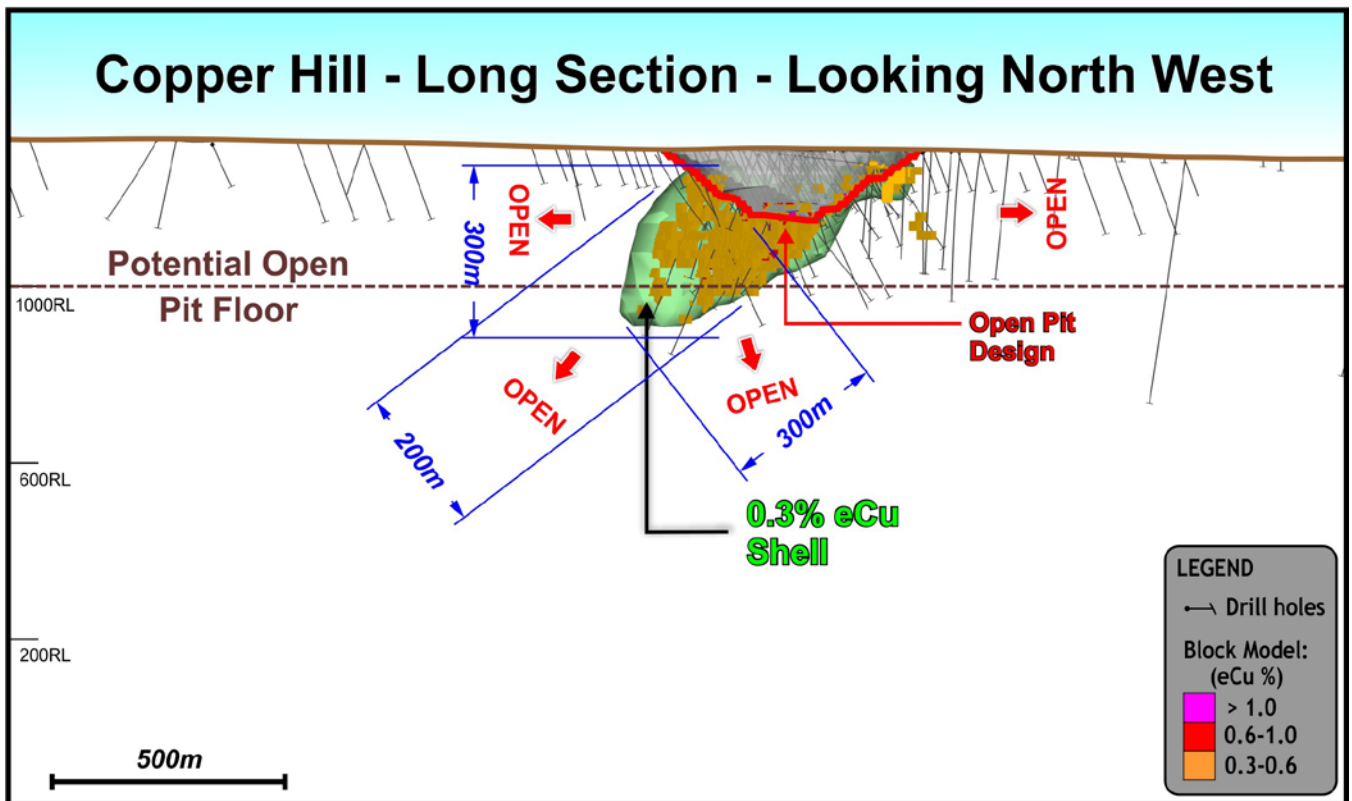 Copper Hill - Long Section - Looking North West
OPEN
300m
OPEN
Potential Open
Pit Floor
1000RL
Open Pit
Design
OPEN
OPEN
300m
200m
600RL
0.3% eCu
Shell
200RL
500m
LEGEND
Drill holes
Block Model:
(eCu %)
> 1.0
0.6-1.0
0.3-0.6